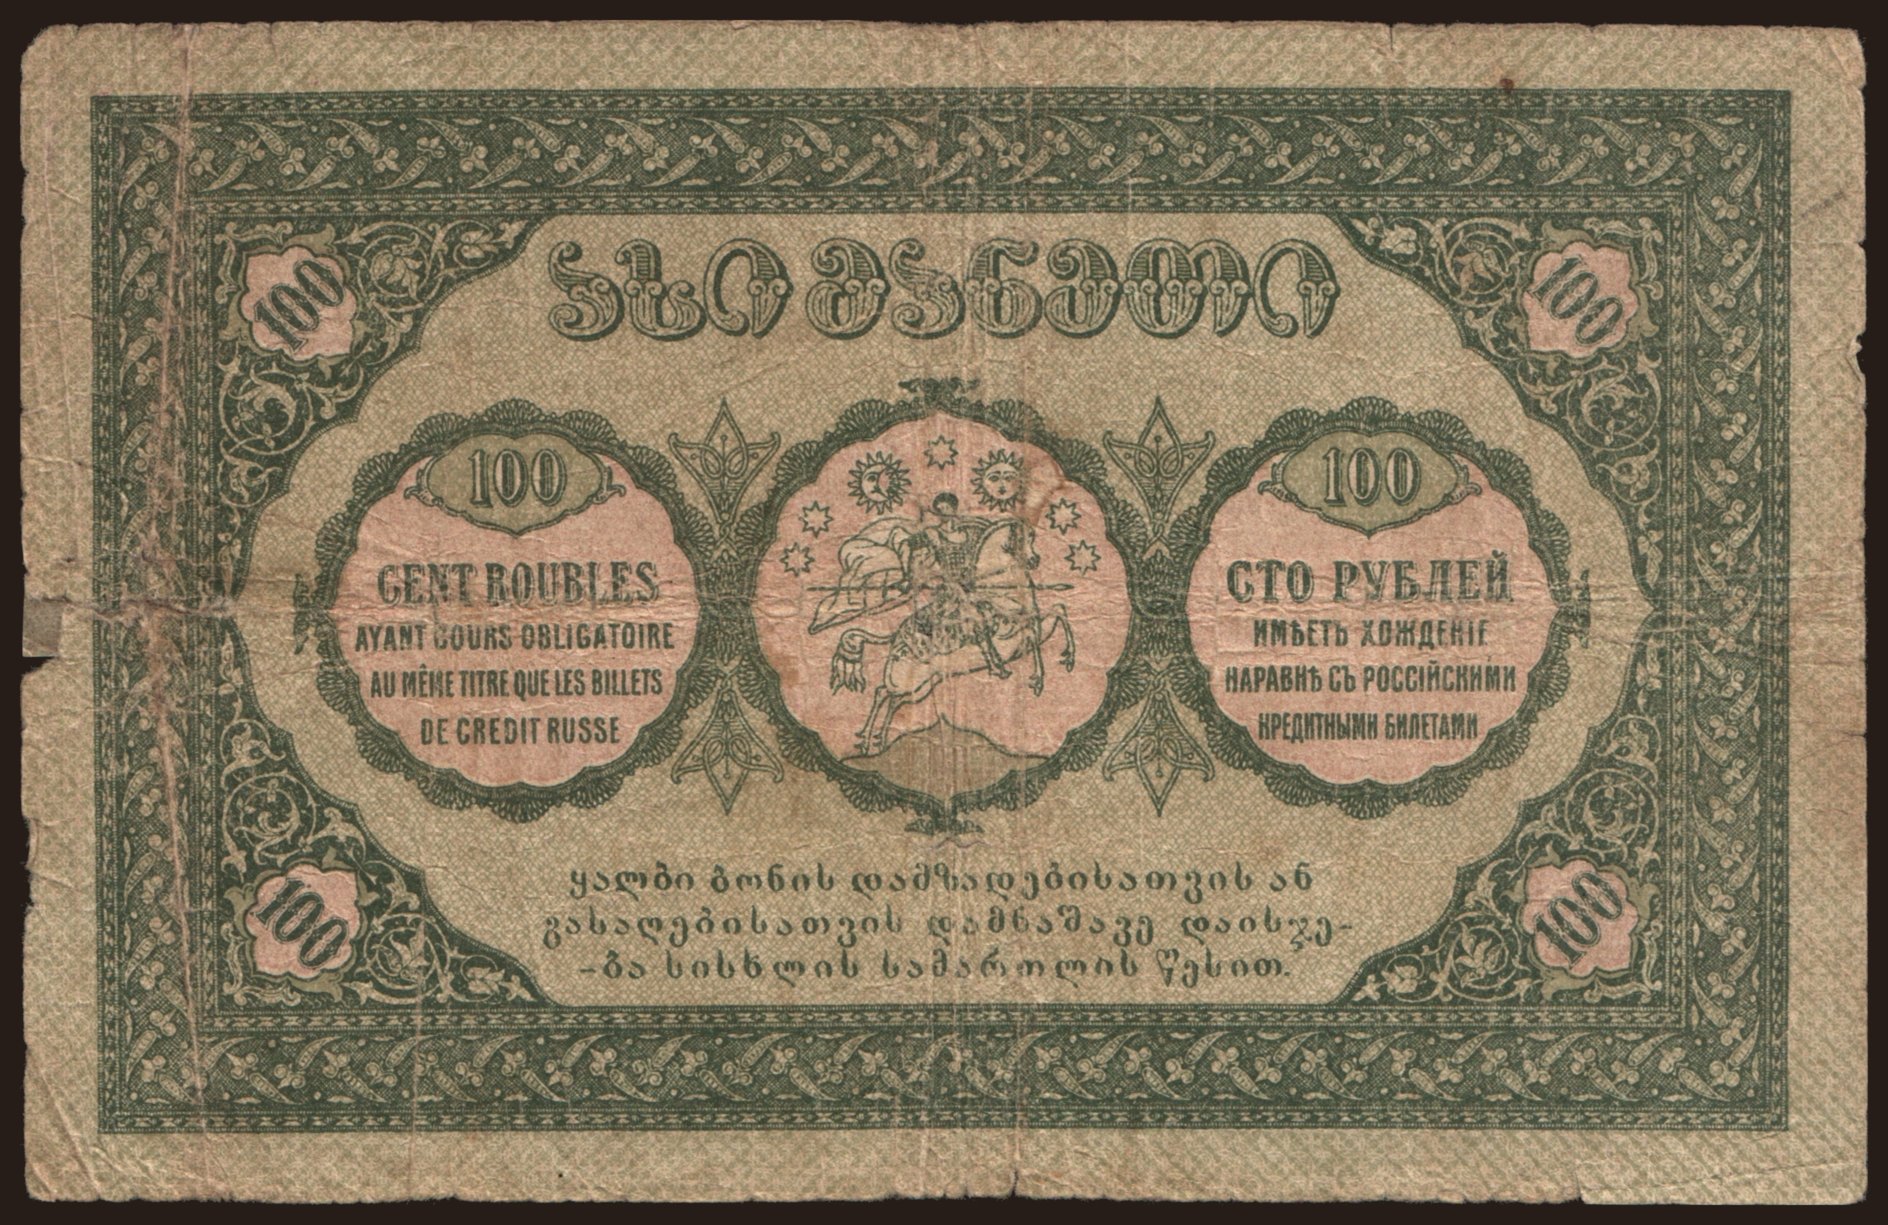 ასი მანეთი
100
100
100
CENT ROUBLES
AYANT COURS OBLIGATOIRE
AU MÊME TITRE QUE LES BILLETS
DE CREDIT RUSSE
100
СТО РУБЛЕЙ
ИМѢЕТЪ ХОЖДЕНІЕ
НАРАВНѢ СЪ РОССІЙСКИМИ
КРЕДИТНЫМИ БИЛЕТАМИ
ყალბი ბონის დამზადებისათვის ან
გასაღებისათვის დამნაშავე დაისჯე-
-ბა სისხლის სამართლის წესით.
100
100